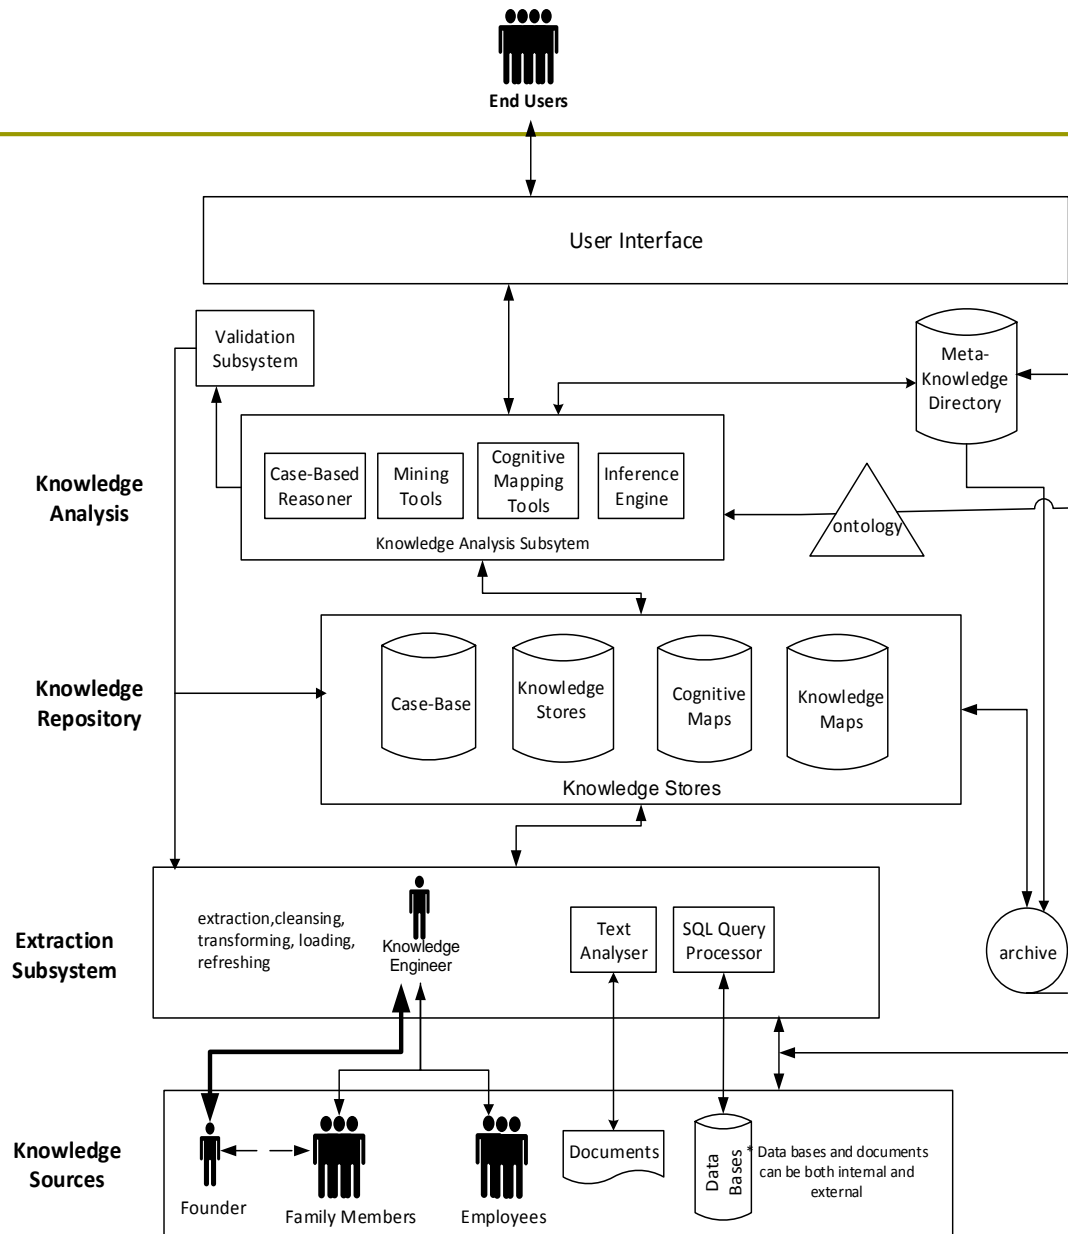 End Users
User Interface
Validation
Subsystem
Meta-
Knowledge
Directory
Knowledge
Analysis
Case-Based
Reasoner
Mining
Tools
Cognitive
Mapping
Tools
Inference
Engine
Knowledge Analysis Subsytem
ontology
Knowledge
Repository
Case-Base
Knowledge
Stores
Cognitive
Maps
Knowledge
Maps
Knowledge Stores
Extraction
Subsystem
extraction,cleansing,
transforming, loading,
refreshing
Knowledge
Engineer
Text
Analyser
SQL Query
Processor
archive
Knowledge
Sources
Founder
Family Members
Employees
Documents
Data
Bases
* Data bases and documents
can be both internal and
external